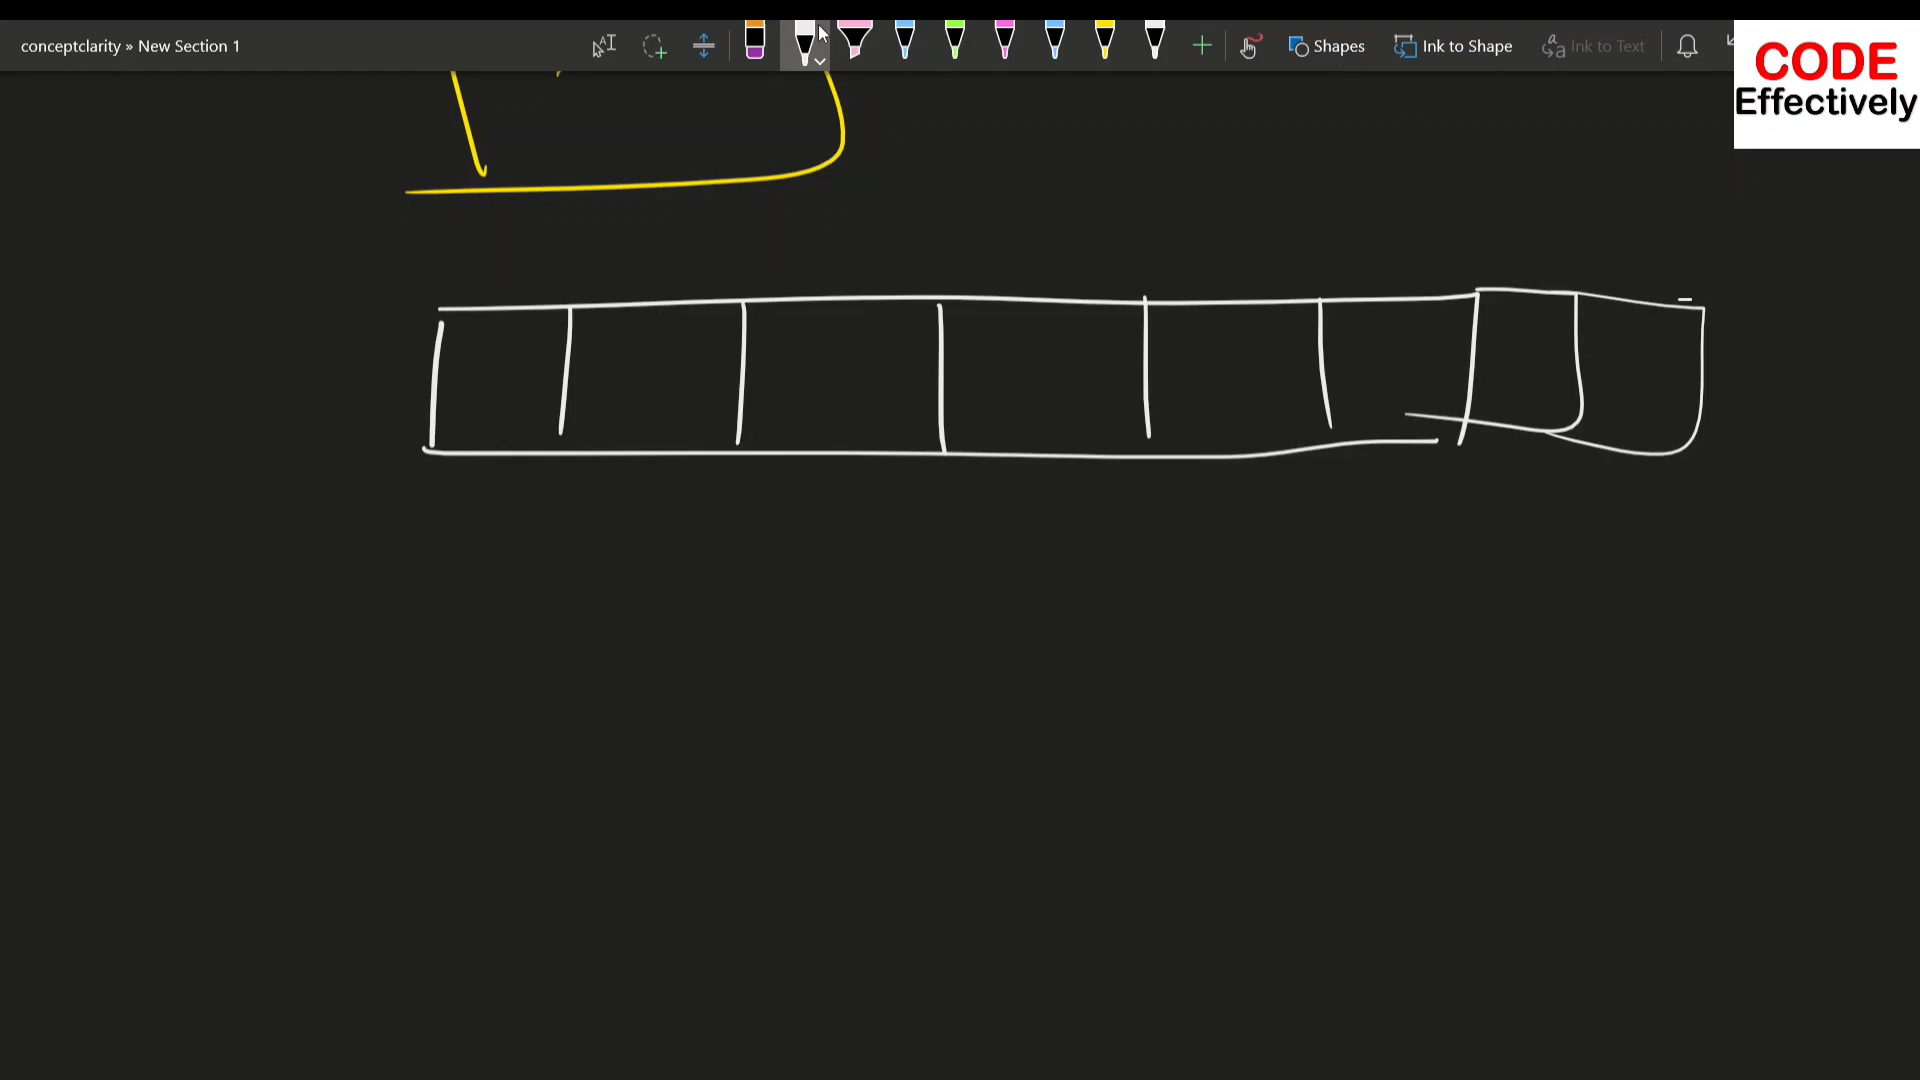 conceptclarity » New Section 1
Shapes
Ink to Shape
Ink to Text
CODE
Effectively